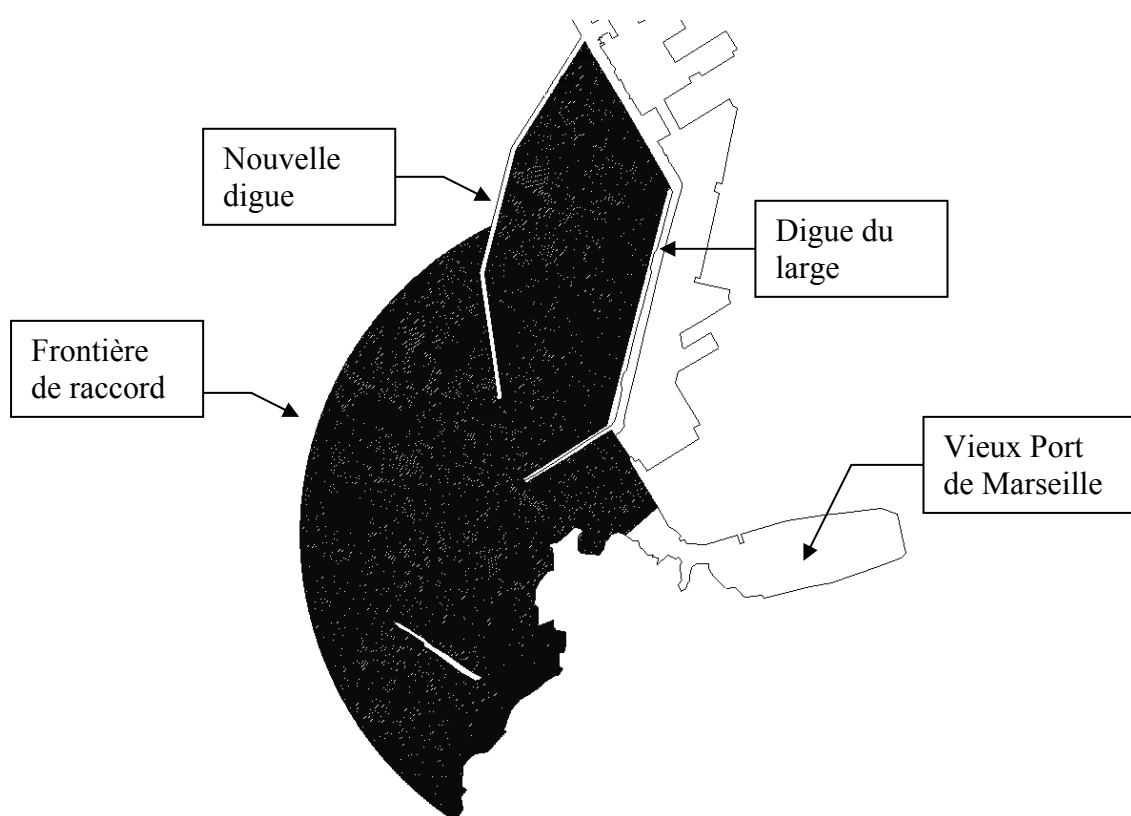 Nouvelle
digue
Digue du
large
Frontière
de raccord
Vieux Port
de Marseille